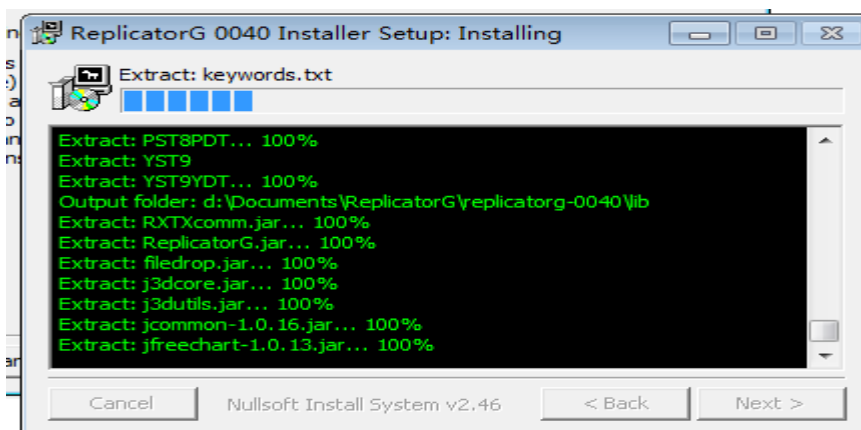 ReplicatorG 0040 Installer Setup: Installing
Extract: keywords.txt
Extract: PST8PDT... 100%
Extract: YST9
Extract: YST9YDT... 100%
Output folder: d:\Documents\ReplicatorG\replicatorg-0040\lib
Extract: RXTXcomm.jar... 100%
Extract: ReplicatorG.jar... 100%
Extract: filedrop.jar... 100%
Extract: j3dcore.jar... 100%
Extract: j3dutils.jar... 100%
Extract: jcommon-1.0.16.jar... 100%
Extract: jfreechart-1.0.13.jar... 100%
Cancel Nullsoft Install System v2.46 < Back Next >